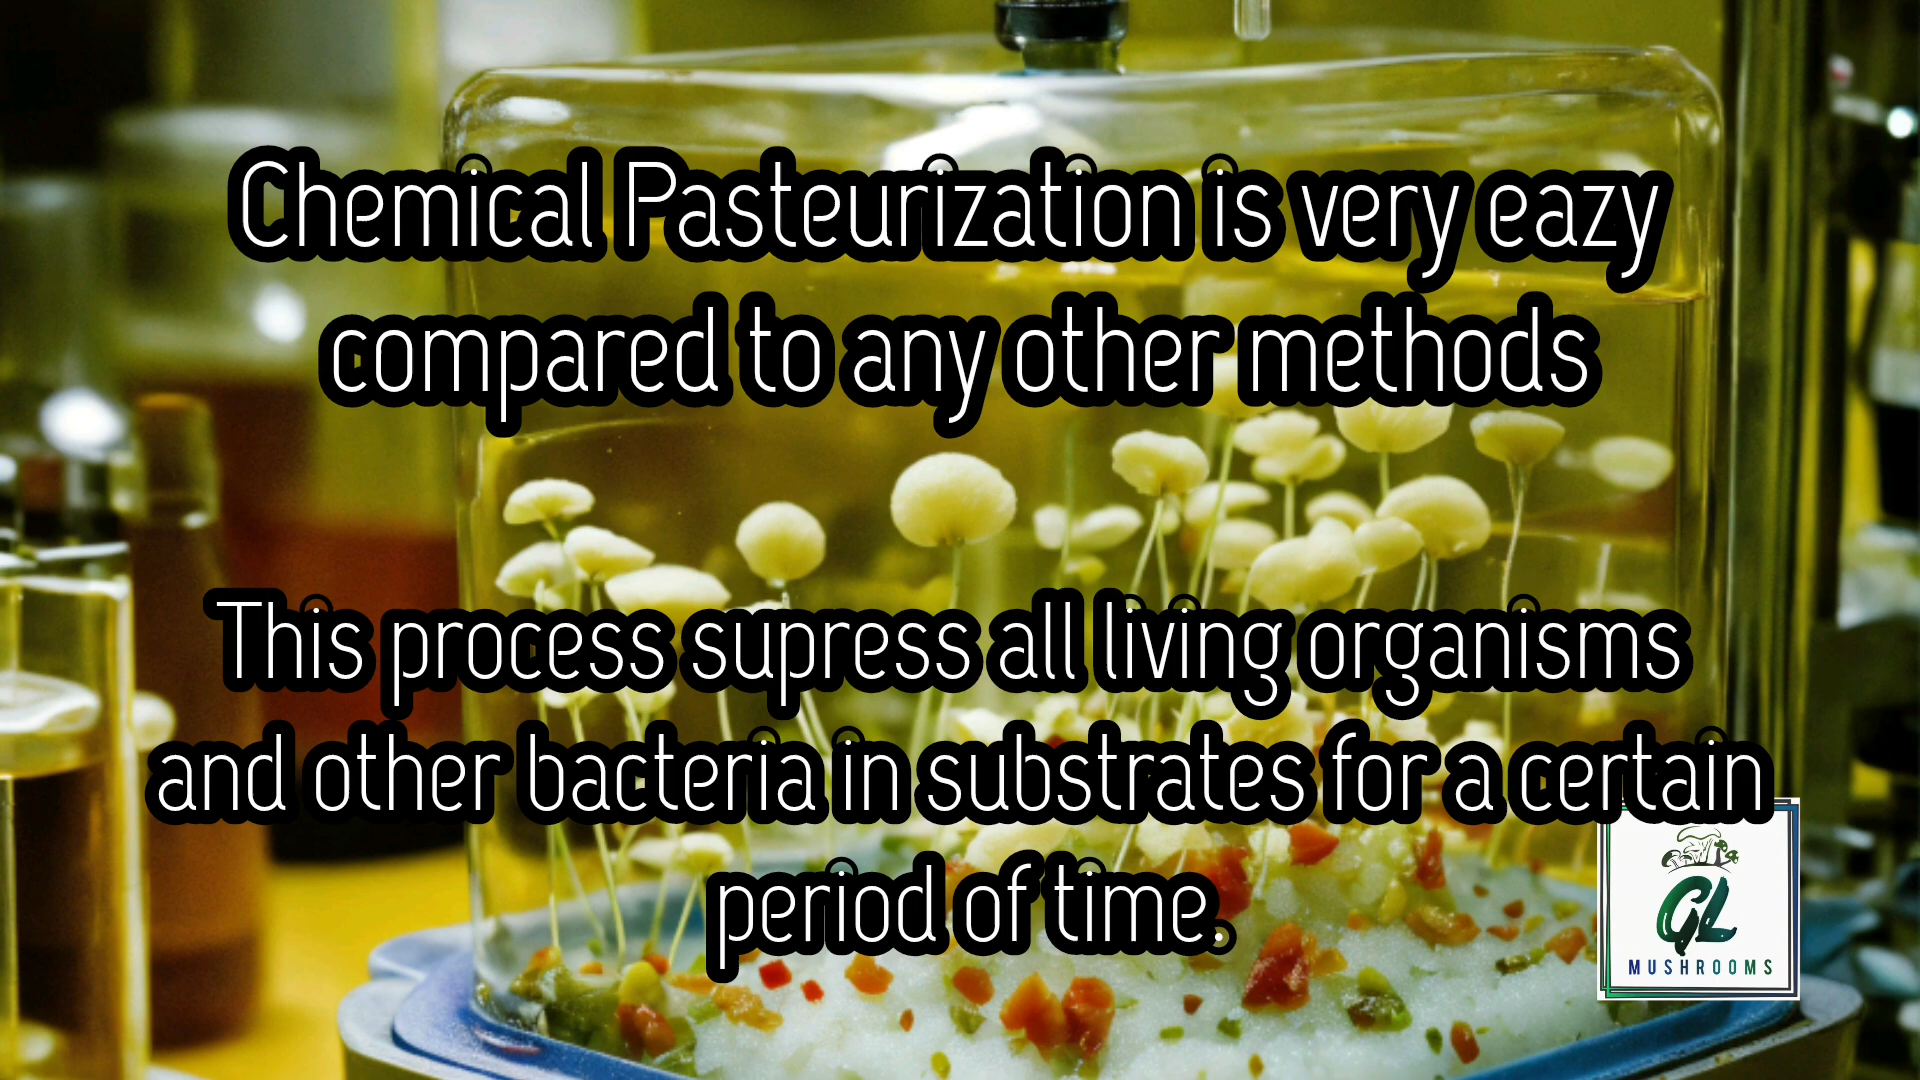 Chemical Pasteurization is very eazy
compared to any other methods
This process supress all living organisms
and other bacteria in substrates for a certain
period of time.
GL
MUSHROOMS